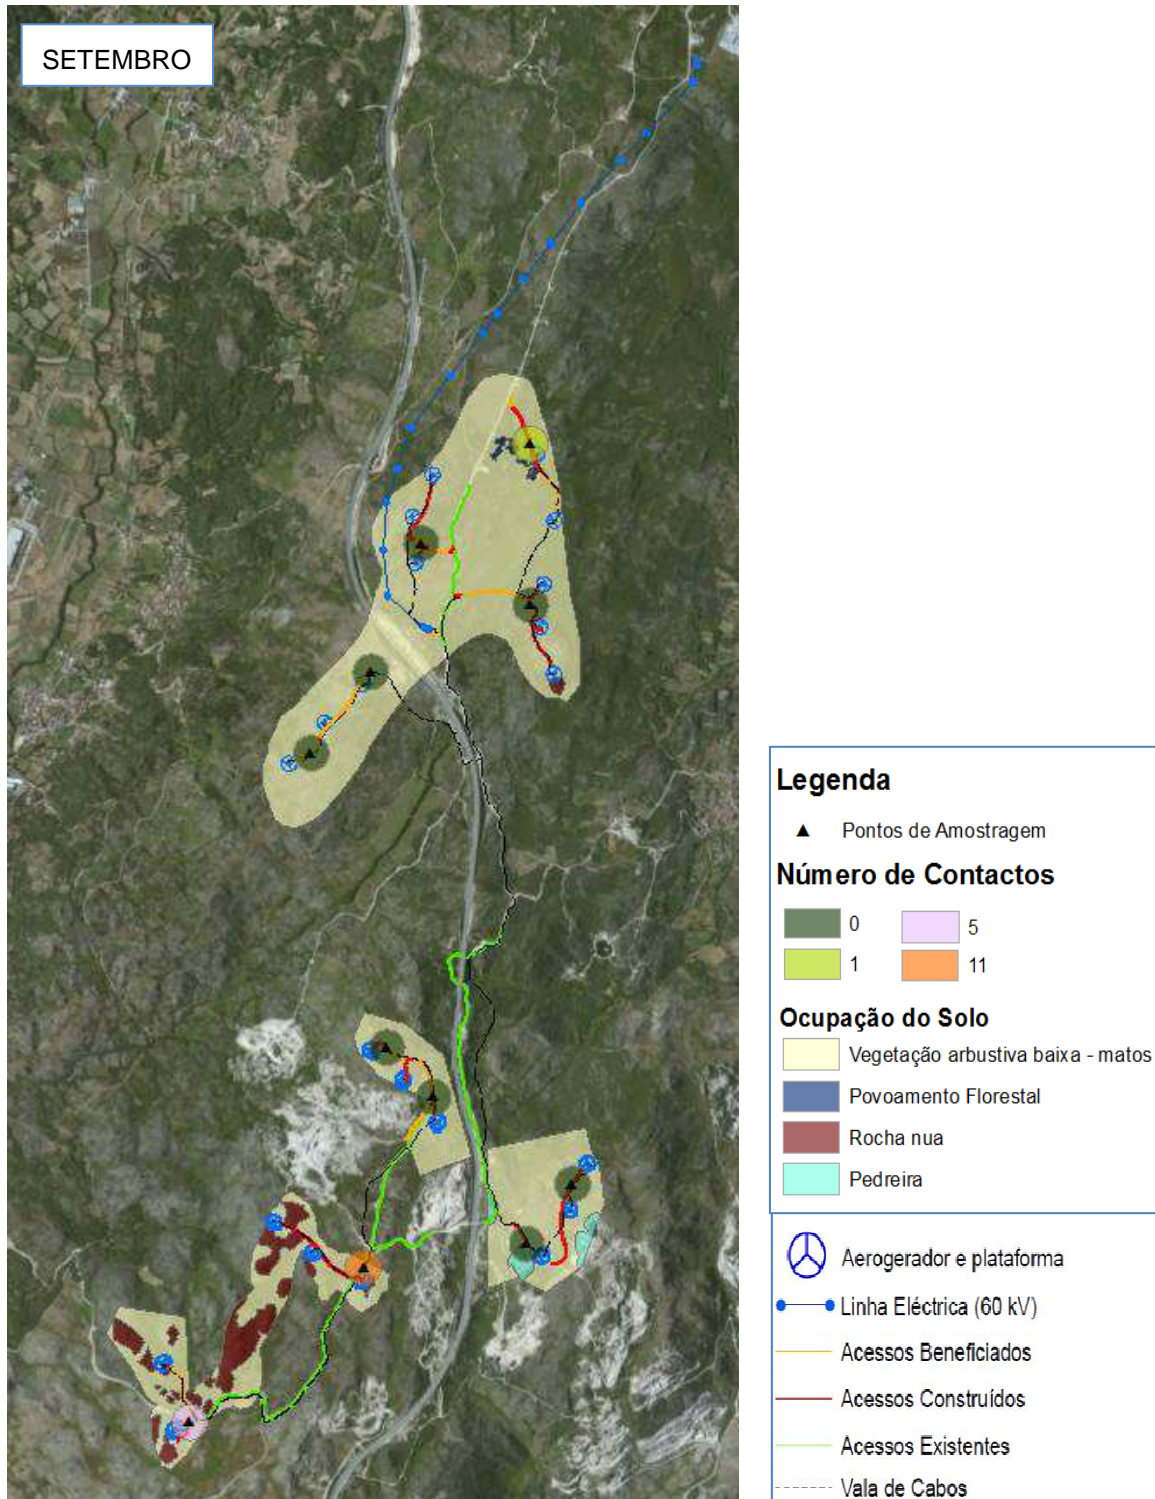 SETEMBRO
Legenda
Pontos de Amostragem
Número de Contactos
0
5
1
11
Ocupação do Solo
Vegetação arbustiva baixa - matos
Povoamento Florestal
Rocha nua
Pedreira
Aerogerador e plataforma
Linha Eléctrica (60 kV)
Acessos Beneficiados
Acessos Construídos
Acessos Existentes
Vala de Cabos